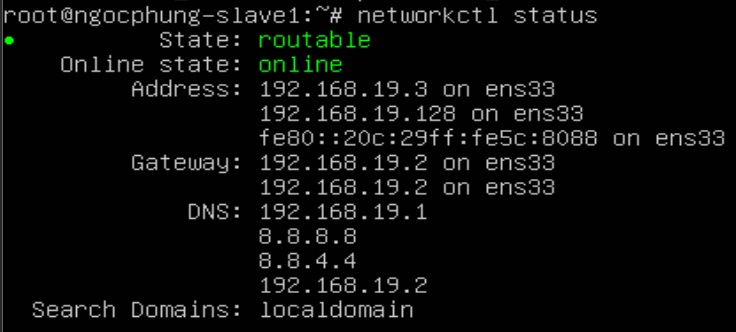 root@ngocphung-slave1:~# networkctl status
● State: routable
Online state: online
Address: 192.168.19.3 on ens33
192.168.19.128 on ens33
fe80::20c:29ff:fe5c:8088 on ens33
Gateway: 192.168.19.2 on ens33
192.168.19.2 on ens33
DNS: 192.168.19.1
8.8.8.8
8.8.4.4
192.168.19.2
Search Domains: localdomain